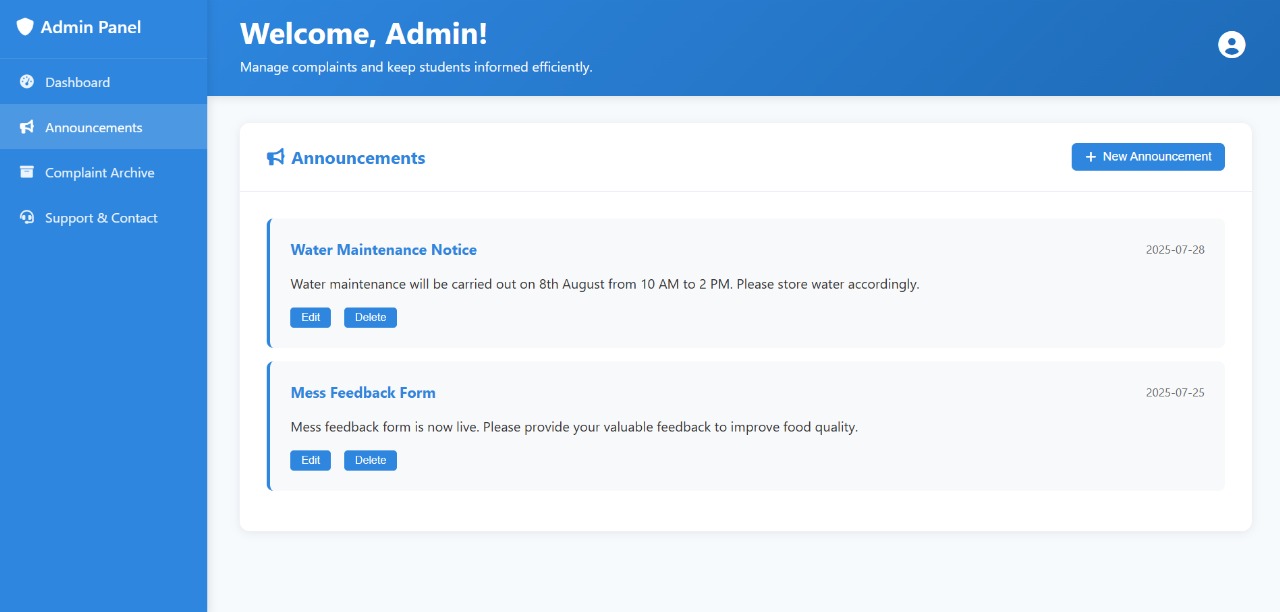 Admin Panel
Dashboard
Announcements
Complaint Archive
Support & Contact
Welcome, Admin!
Manage complaints and keep students informed efficiently.
Announcements
New Announcement
Water Maintenance Notice
2025-07-28
Water maintenance will be carried out on 8th August from 10 AM to 2 PM. Please store water accordingly.
Edit
Delete
Mess Feedback Form
2025-07-25
Mess feedback form is now live. Please provide your valuable feedback to improve food quality.
Edit
Delete